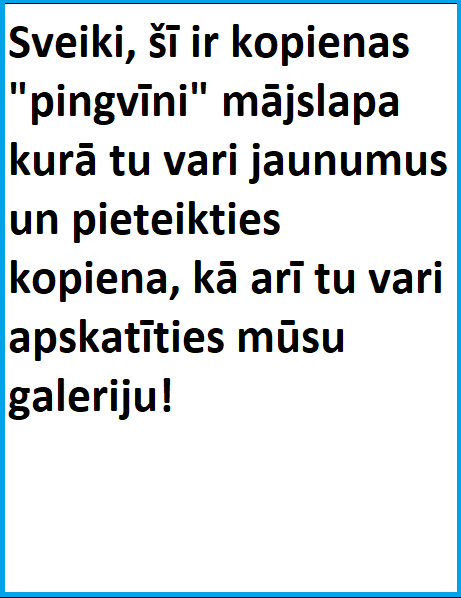 Sveiki, šī ir kopienas
"pingvīni" mājslapa
kurā tu vari jaunumus
un pieteikties
kopiena, kā arī tu vari
apskatīties mūsu
galeriju!